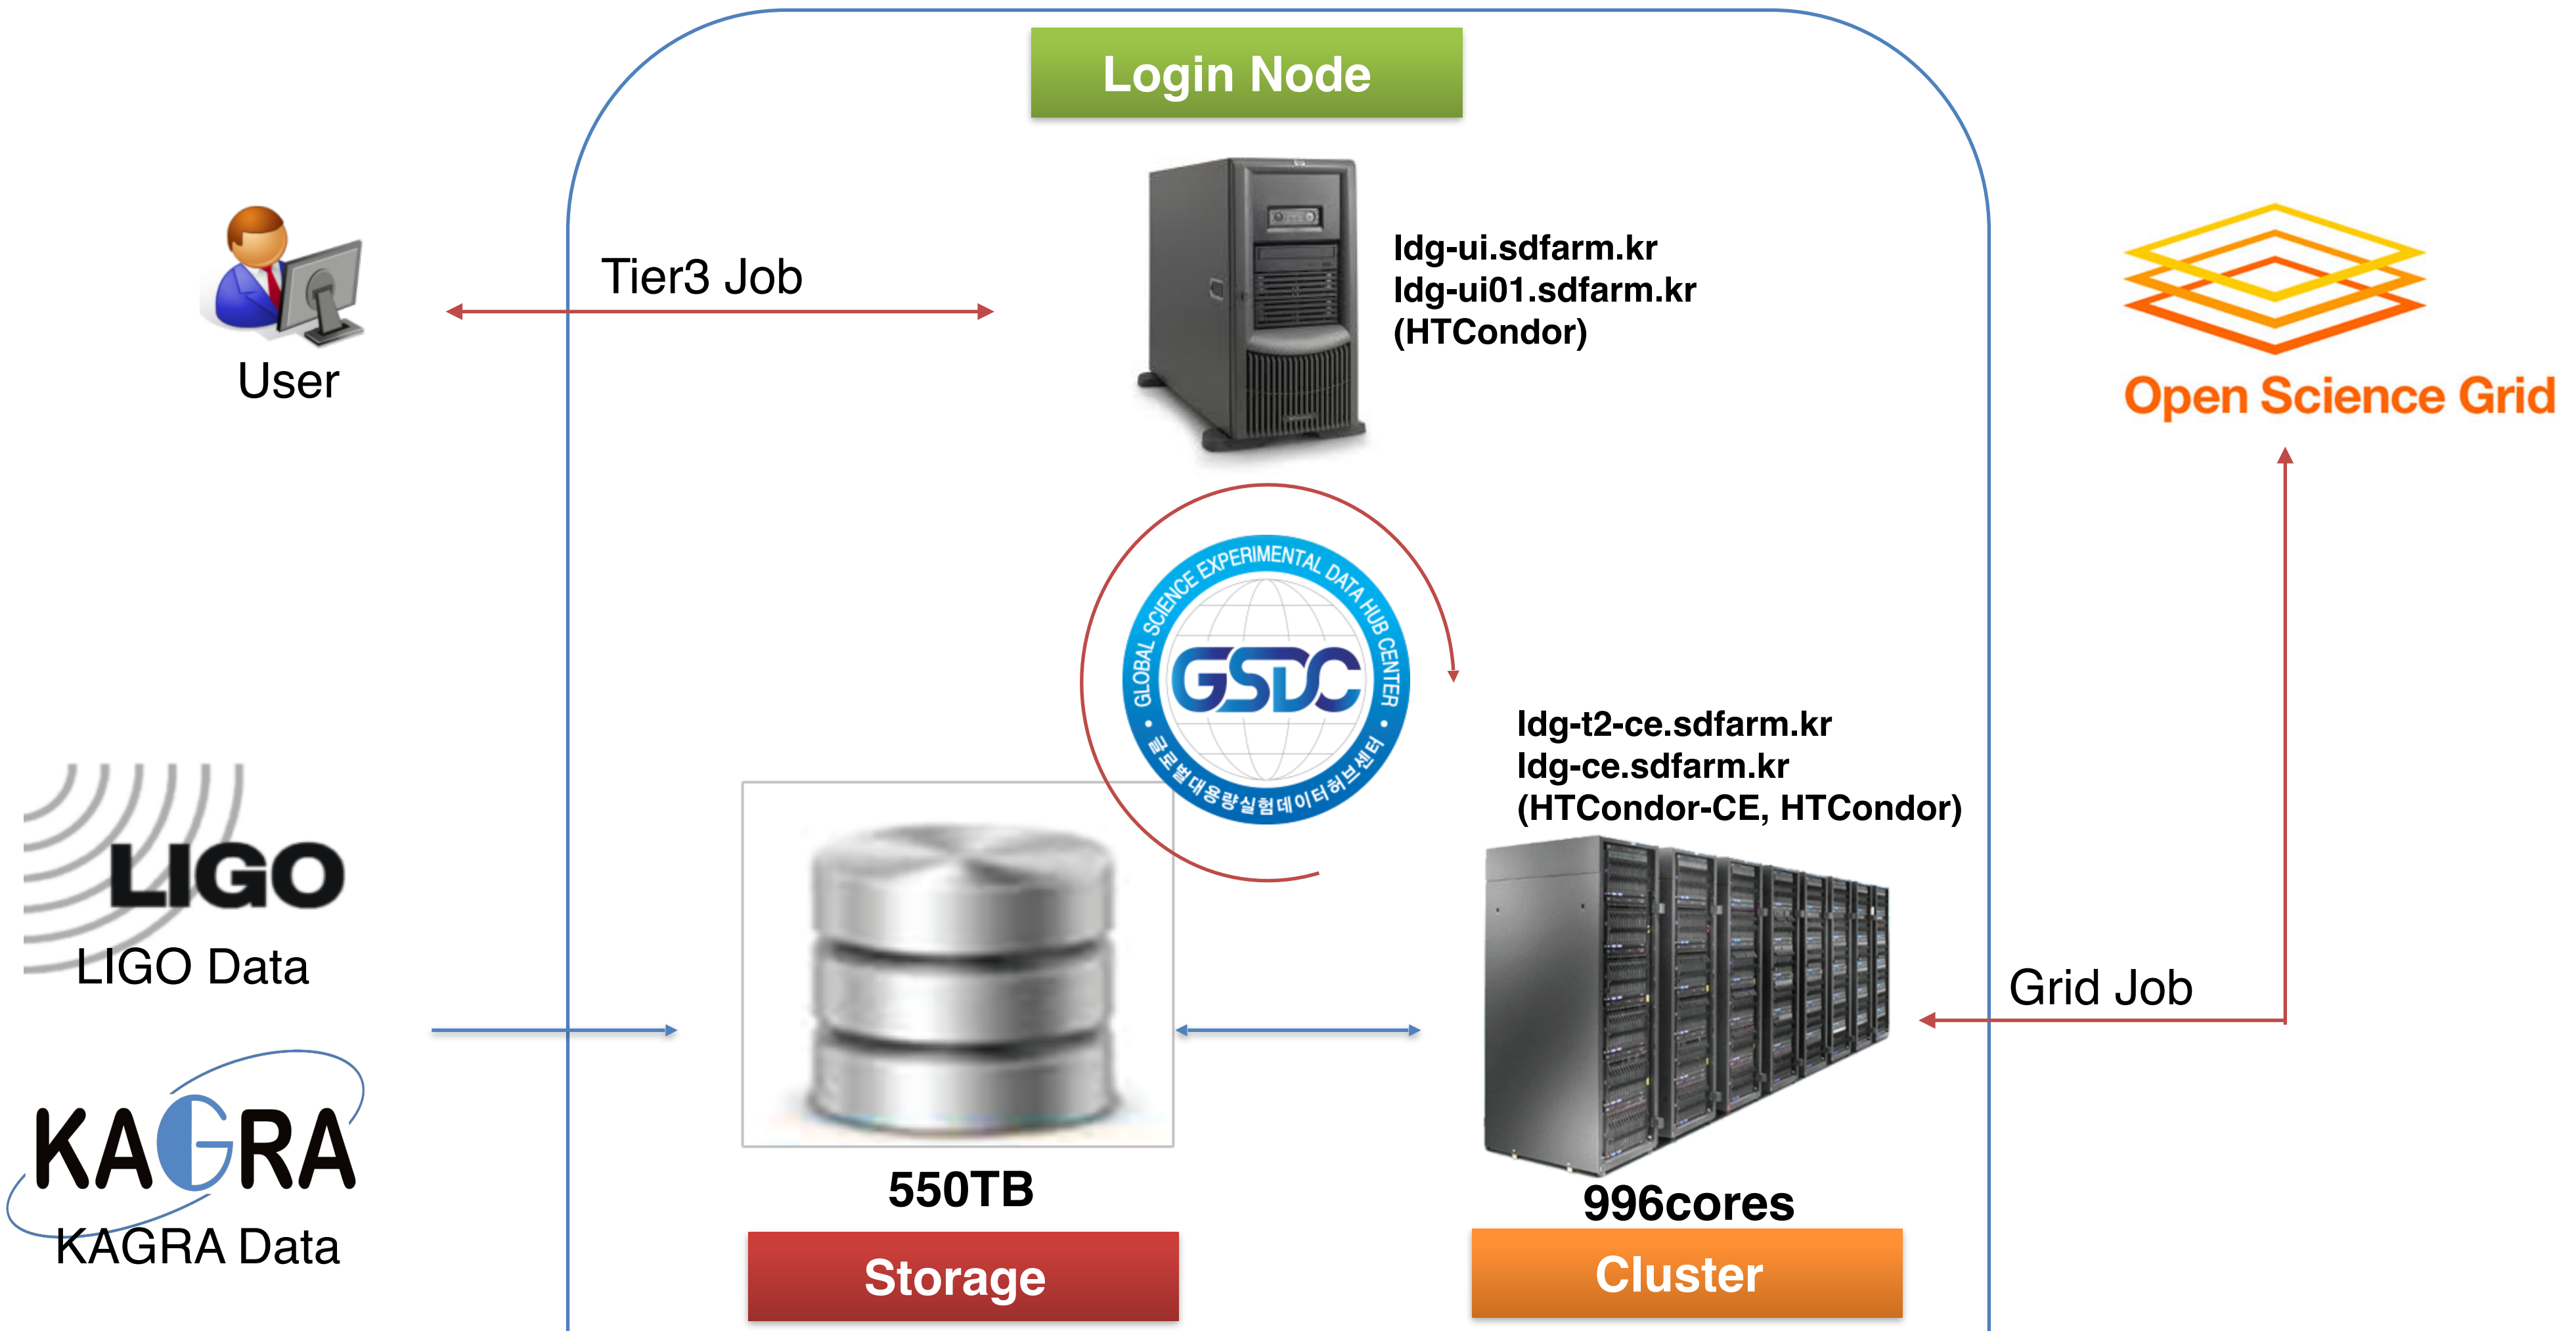 Login Node
ldg-ui.sdfarm.kr
ldg-ui01.sdfarm.kr
(HTCondor)
Tier3 Job
User
Open Science Grid
GLOBAL SCIENCE EXPERIMENTAL DATA HUB CENTER
GSDC
글로벌대용량실험데이터허브센터
ldg-t2-ce.sdfarm.kr
ldg-ce.sdfarm.kr
(HTCondor-CE, HTCondor)
LIGO
LIGO Data
Grid Job
KAGRA
KAGRA Data
550TB
Storage
996cores
Cluster